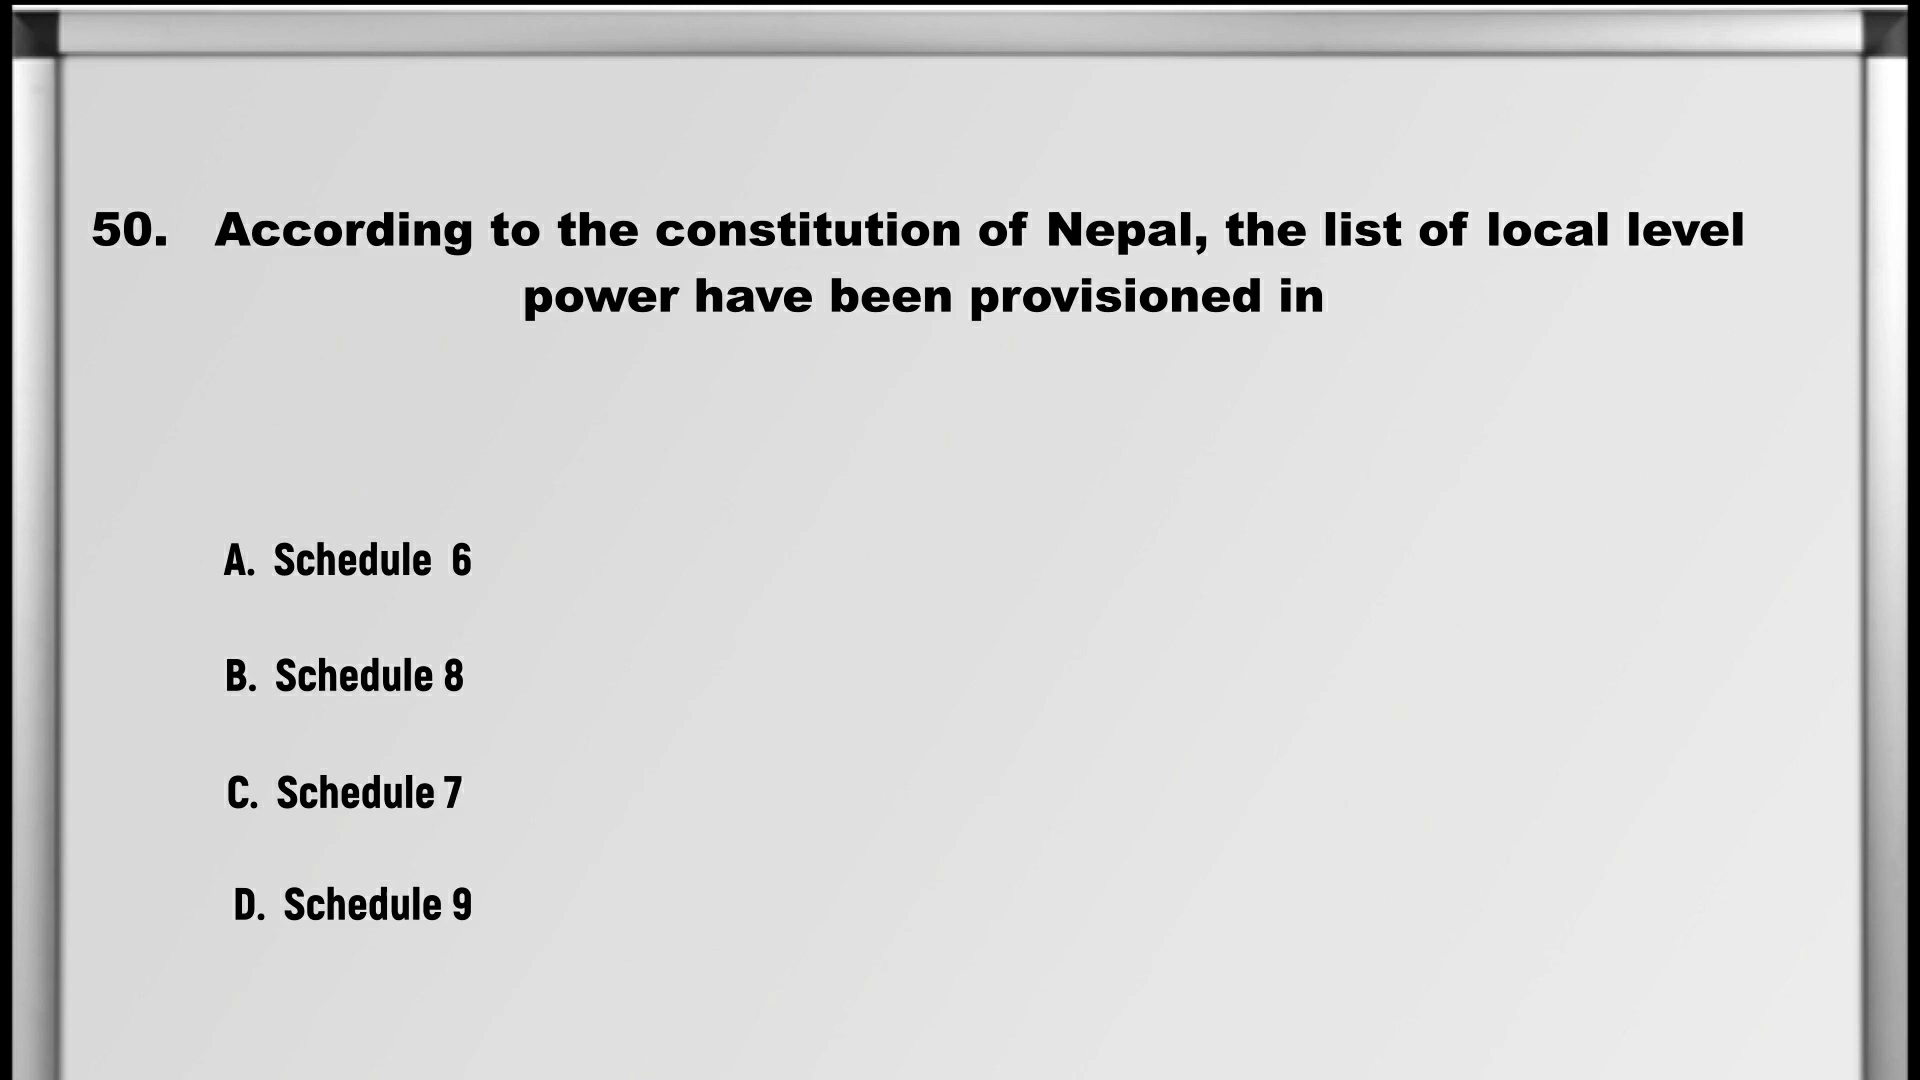 50. According to the constitution of Nepal, the list of local level
power have been provisioned in
A. Schedule 6
B. Schedule 8
C. Schedule 7
D. Schedule 9